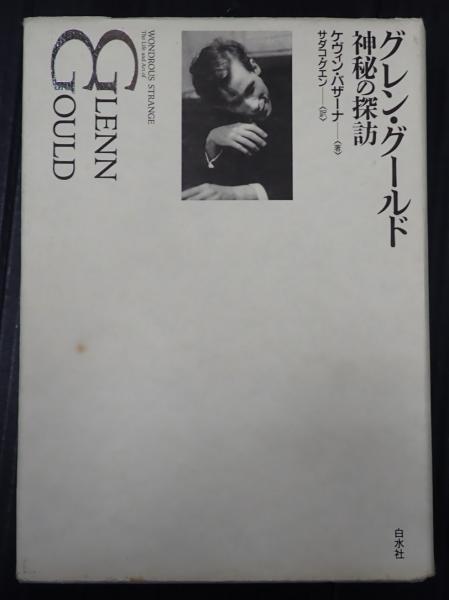 グレン・グールド
神秘の探訪
ケヴィン・バザーナ──〈著〉
サダコ・グエン──〈訳〉
WONDROUS STRANGE
The Life and Art of
GLENN
GOULD
白水社